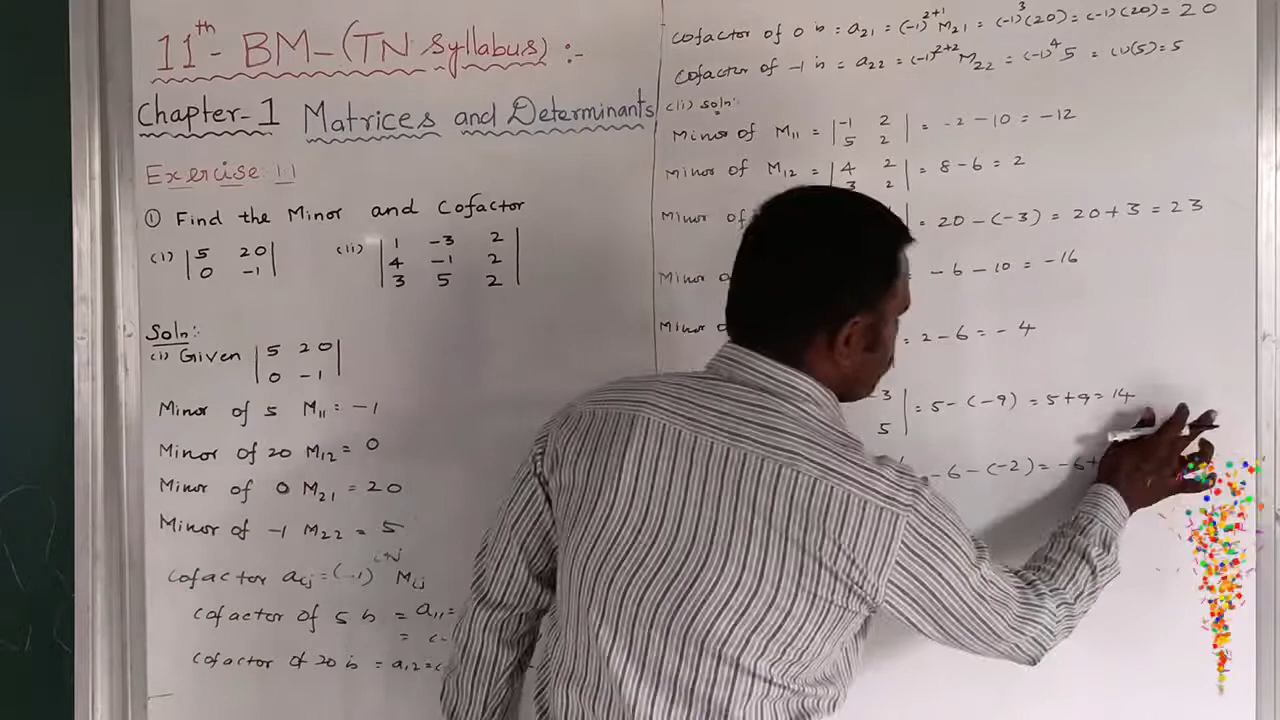 11th - BM - (TN Syllabus) :-
Chapter-1 Matrices and Determinants
Exercise 1.1
① Find the Minor and Cofactor
(i) | 5 20 | (ii) | 1 -3 2 |
| 0 -1 | | 4 -1 2 |
| 3 5 2 |
Soln:
(i) Given | 5 20 |
| 0 -1 |
Minor of 5 M11 = -1
Minor of 20 M12 = 0
Minor of 0 M21 = 20
Minor of -1 M22 = 5
Cofactor aij = (-1)i+j Mij
Cofactor of 5 is = a11 =
Cofactor of 20 is = a12 =
Cofactor of 0 is = a21 = (-1)2+1 M21 = (-1)3 (20) = (-1)(20) = 20
Cofactor of -1 is = a22 = (-1)2+2 M22 = (-1)4 5 = (1)(5) = 5
(ii) Soln:
Minor of M11 = | -1 2 | = -2 - 10 = -12
| 5 2 |
Minor of M12 = | 4 2 | = 8 - 6 = 2
| 3 2 |
Minor of = 20 - (-3) = 20 + 3 = 23
Minor = -6 - 10 = -16
Minor = 2 - 6 = -4
3 | = 5 - (-9) = 5 + 9 = 14
5 |
-6 - (-2) = -6 +